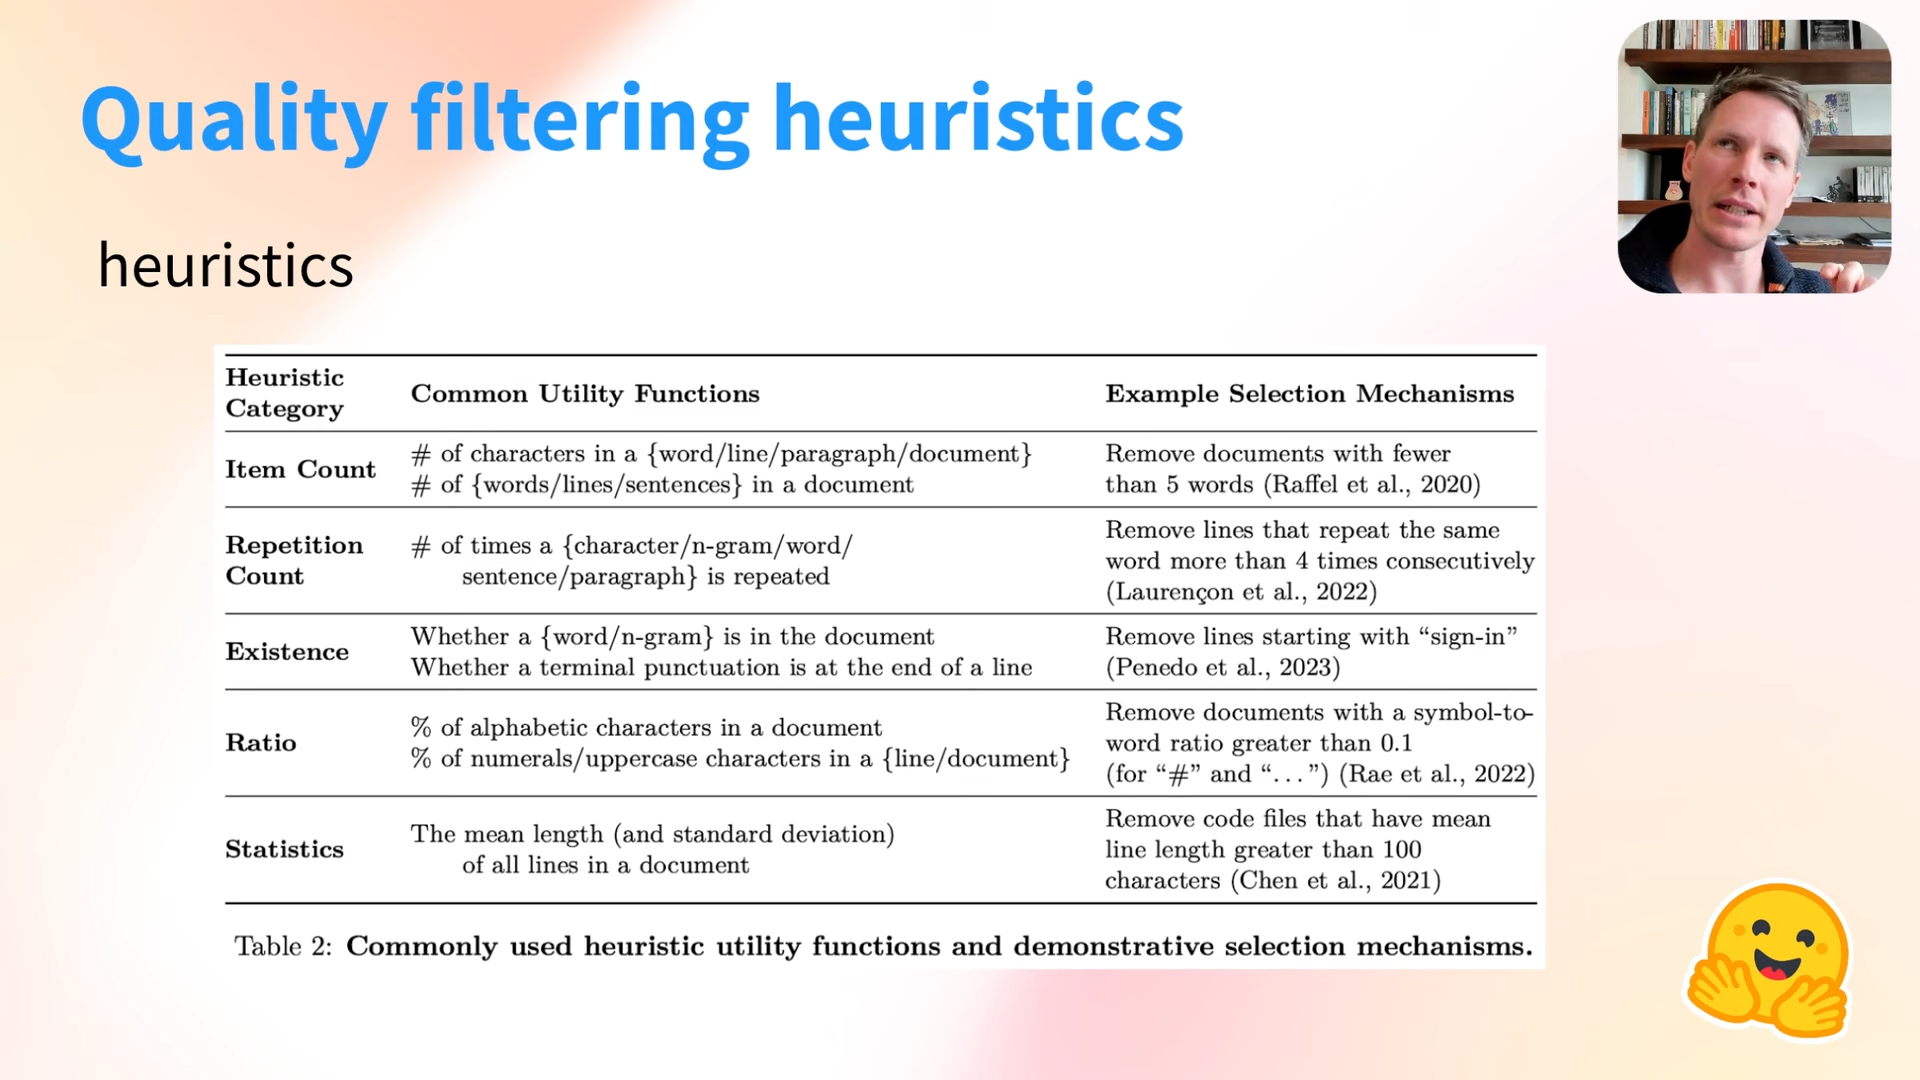 Quality filtering heuristics
heuristics
Heuristic
Category
Common Utility Functions
Example Selection Mechanisms
Item Count
# of characters in a {word/line/paragraph/document}
# of {words/lines/sentences} in a document
Remove documents with fewer
than 5 words (Raffel et al., 2020)
Repetition
Count
# of times a {character/n-gram/word/
sentence/paragraph} is repeated
Remove lines that repeat the same
word more than 4 times consecutively
(Laurençon et al., 2022)
Existence
Whether a {word/n-gram} is in the document
Whether a terminal punctuation is at the end of a line
Remove lines starting with “sign-in”
(Penedo et al., 2023)
Ratio
% of alphabetic characters in a document
% of numerals/uppercase characters in a {line/document}
Remove documents with a symbol-to-
word ratio greater than 0.1
(for “#” and “...”) (Rae et al., 2022)
Statistics
The mean length (and standard deviation)
of all lines in a document
Remove code files that have mean
line length greater than 100
characters (Chen et al., 2021)
Table 2: Commonly used heuristic utility functions and demonstrative selection mechanisms.